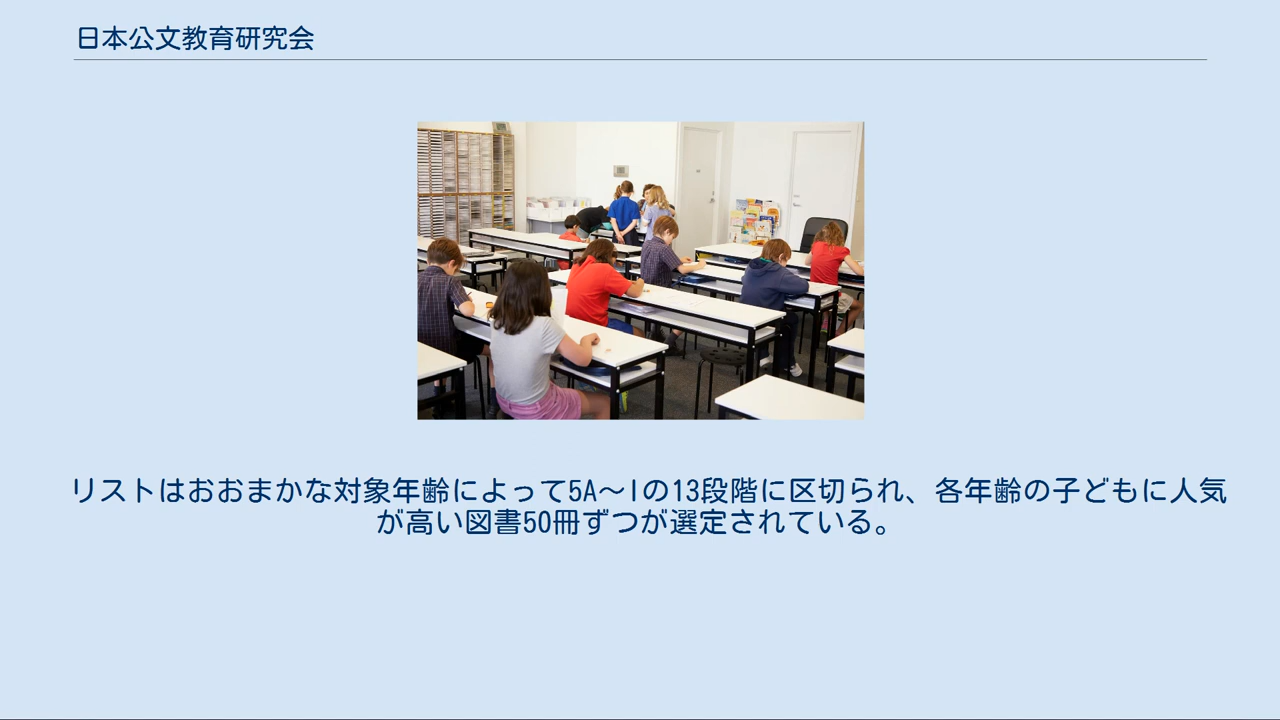 日本公文教育研究会
リストはおおまかな対象年齢によって5A～Iの13段階に区切られ、各年齢の子どもに人気
が高い図書50冊ずつが選定されている。